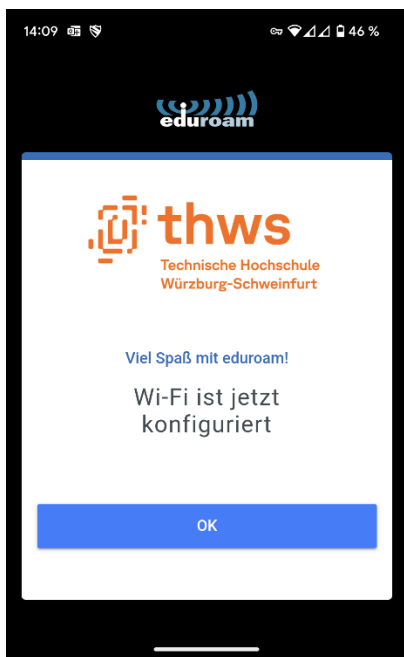 14:09 46 %
eduroam
thws
Technische Hochschule
Würzburg-Schweinfurt
Viel Spaß mit eduroam!
Wi-Fi ist jetzt
konfiguriert
OK